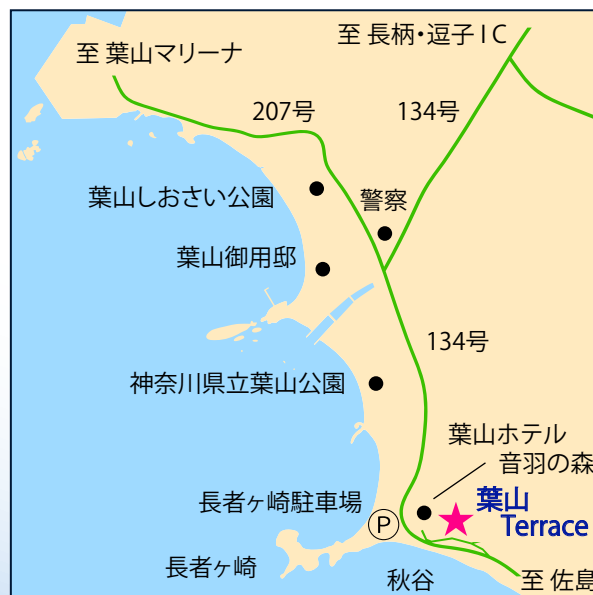 至 長柄・逗子IC
至 葉山マリーナ
207号
134号
葉山しおさい公園
警察
葉山御用邸
134号
神奈川県立葉山公園
葉山ホテル
音羽の森
長者ヶ崎駐車場
P
葉山
Terrace
長者ヶ崎
秋谷
至 佐島